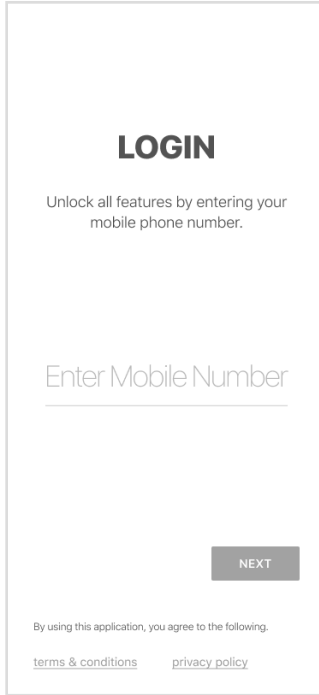 LOGIN
Unlock all features by entering your
mobile phone number.
Enter Mobile Number
NEXT
By using this application, you agree to the following.
terms & conditions privacy policy